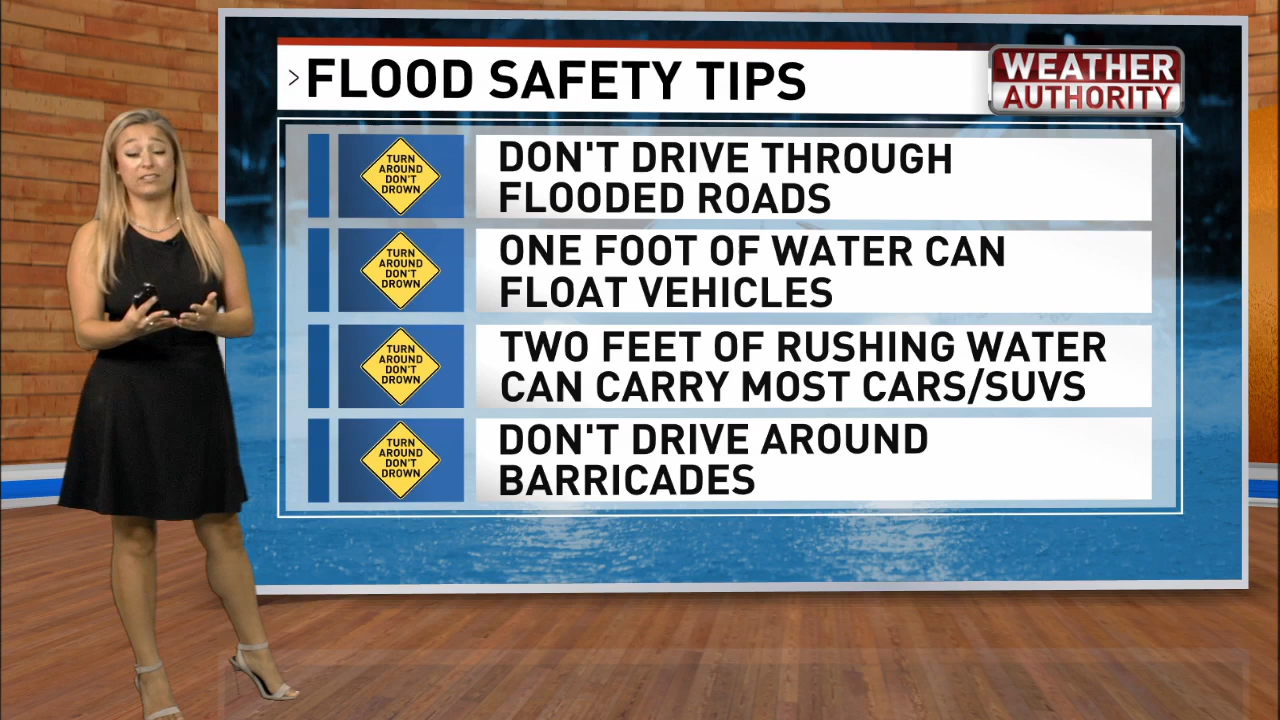 > FLOOD SAFETY TIPS
WEATHER
AUTHORITY
TURN
AROUND
DON'T
DROWN
DON'T DRIVE THROUGH
FLOODED ROADS
TURN
AROUND
DON'T
DROWN
ONE FOOT OF WATER CAN
FLOAT VEHICLES
TURN
AROUND
DON'T
DROWN
TWO FEET OF RUSHING WATER
CAN CARRY MOST CARS/SUVS
TURN
AROUND
DON'T
DROWN
DON'T DRIVE AROUND
BARRICADES